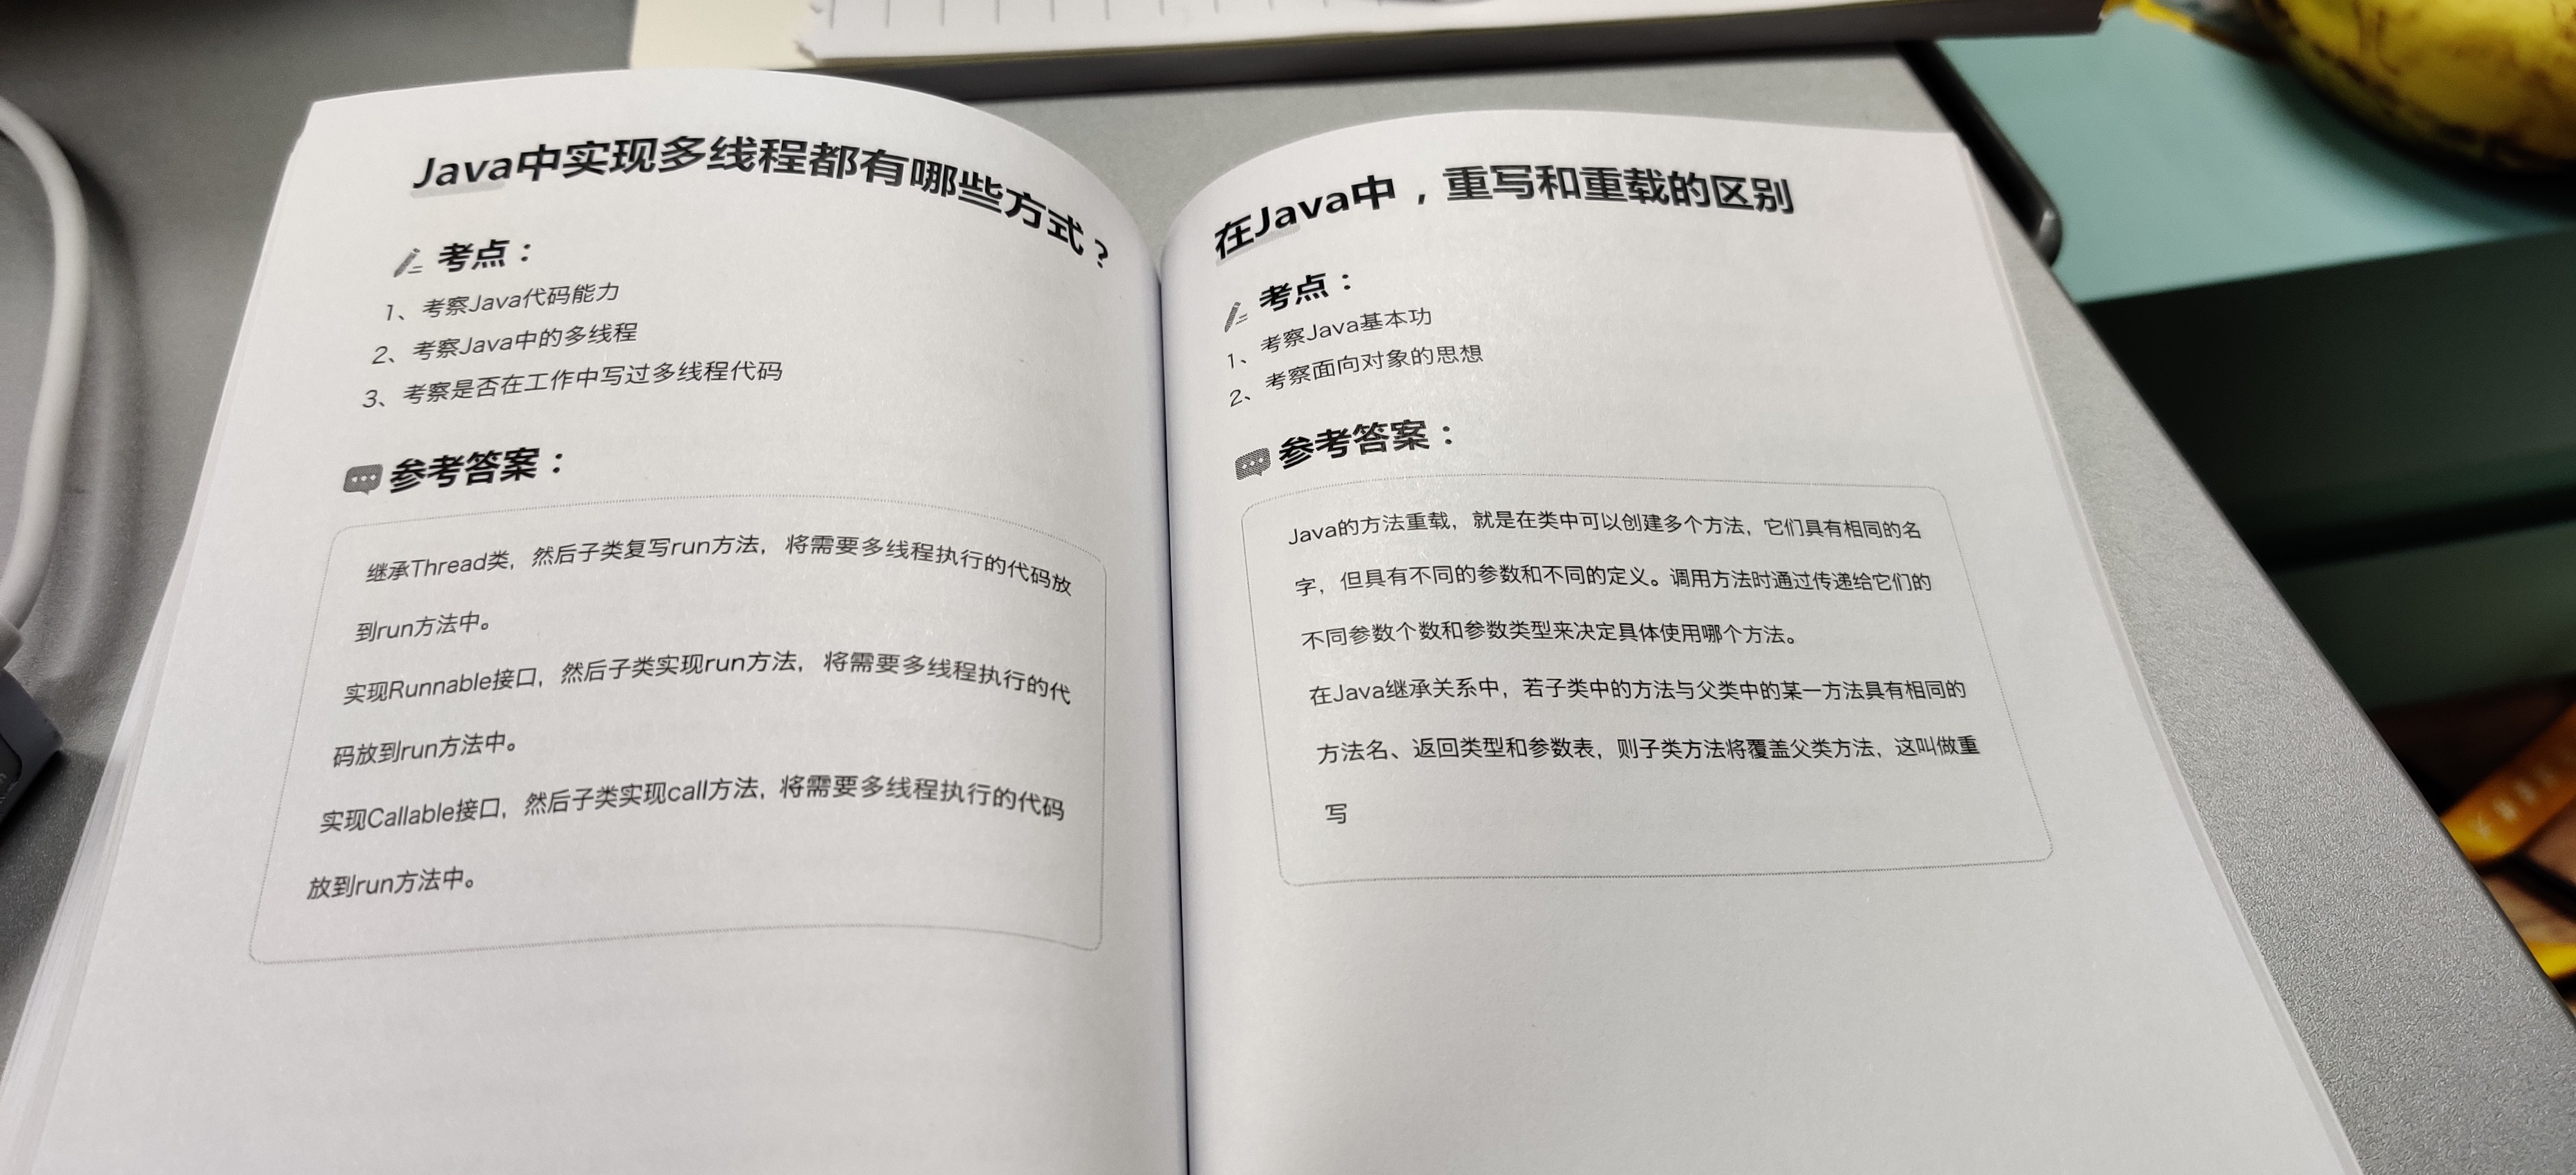 Java中实现多线程都有哪些方式？
考点：
1、考察Java代码能力
2、考察Java中的多线程
3、考察是否在工作中写过多线程代码
参考答案：
继承Thread类，然后子类复写run方法，将需要多线程执行的代码放
到run方法中。
实现Runnable接口，然后子类实现run方法，将需要多线程执行的代
码放到run方法中。
实现Callable接口，然后子类实现call方法，将需要多线程执行的代码
放到run方法中。
在Java中，重写和重载的区别
考点：
1、考察Java基本功
2、考察面向对象的思想
参考答案：
Java的方法重载，就是在类中可以创建多个方法，它们具有相同的名
字，但具有不同的参数和不同的定义。调用方法时通过传递给它们的
不同参数个数和参数类型来决定具体使用哪个方法。
在Java继承关系中，若子类中的方法与父类中的某一方法具有相同的
方法名、返回类型和参数表，则子类方法将覆盖父类方法，这叫做重
写